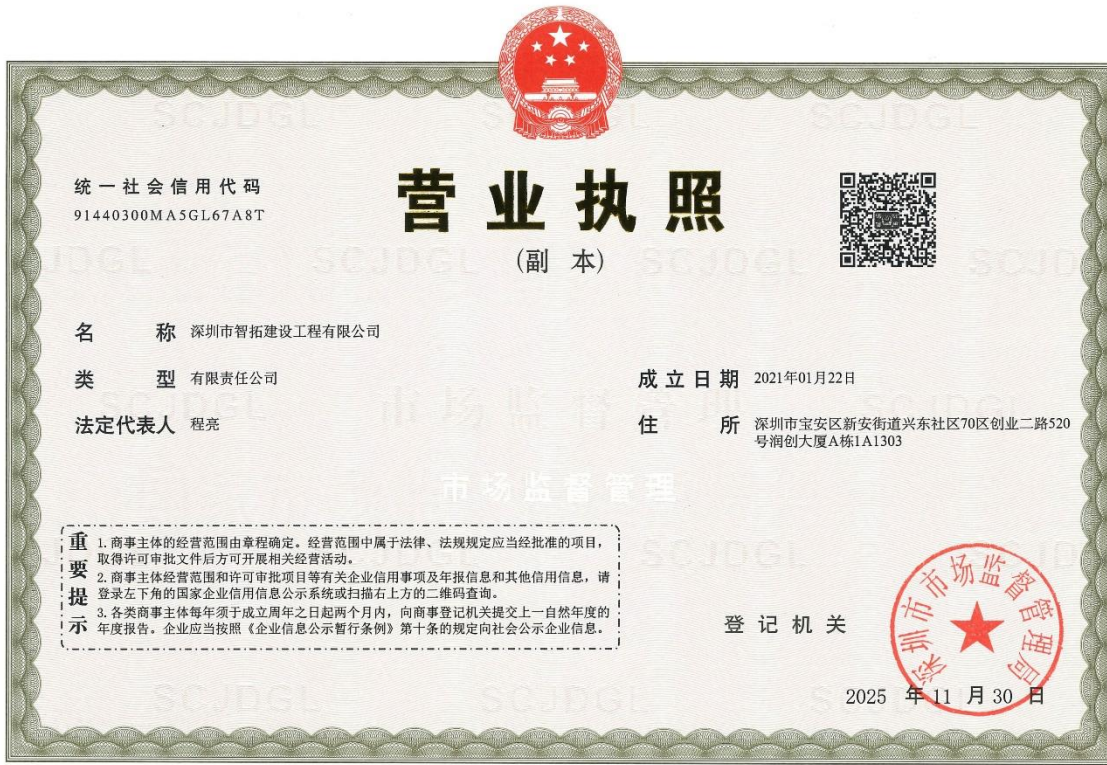 统一社会信用代码
91440300MA5GL67A8T
营业执照
(副 本)
名 称 深圳市智拓建设工程有限公司
类 型 有限责任公司
法定代表人 程亮
成立日期 2021年01月22日
住 所 深圳市宝安区新安街道兴东社区70区创业二路520
号润创大厦A栋1A1303
市场监督管理
市场监督管理
重要提示
1. 商事主体的经营范围由章程确定。经营范围中属于法律、法规规定应当经批准的项目，
取得许可审批文件后方可开展相关经营活动。
2. 商事主体经营范围和许可审批项目等有关企业信用事项及年报信息和其他信用信息，请
登录左下角的国家企业信用信息公示系统或扫描右上方的二维码查询。
3. 各类商事主体每年须于成立周年之日起两个月内，向商事登记机关提交上一自然年度的
年度报告。企业应当按照《企业信息公示暂行条例》第十条的规定向社会公示企业信息。
登记机关
深圳市市场监督管理局
2025 年 11 月 30 日
SCJDGL
SCJDGL
SCJDGL
SCJDGL
SCJDGL